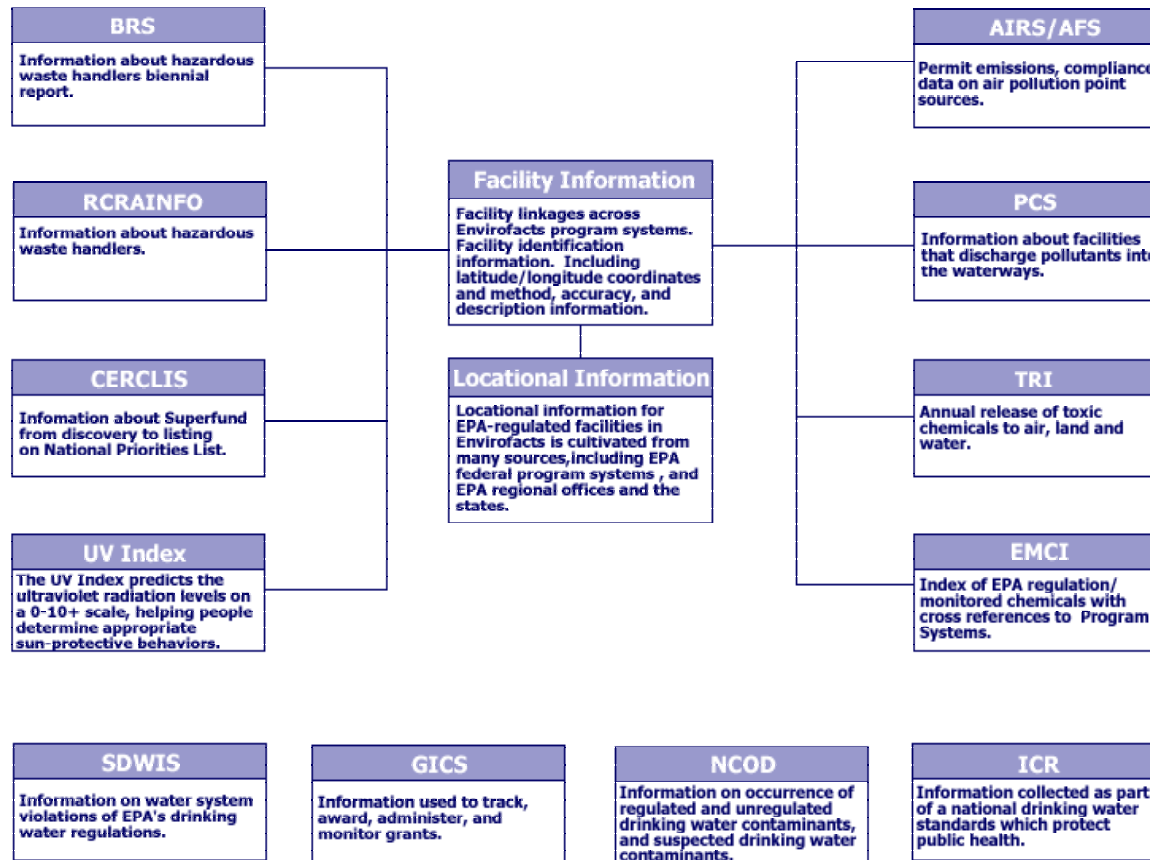 BRS
Information about hazardous
waste handlers biennial
report.
RCRAINFO
Information about hazardous
waste handlers.
CERCLIS
Infomation about Superfund
from discovery to listing
on National Priorities List.
UV Index
The UV Index predicts the
ultraviolet radiation levels on
a 0-10+ scale, helping people
determine appropriate
sun-protective behaviors.
Facility Information
Facility linkages across
Envirofacts program systems.
Facility identification
information. Including
latitude/longitude coordinates
and method, accuracy, and
description information.
Locational Information
Locational information for
EPA-regulated facilities in
Envirofacts is cultivated from
many sources,including EPA
federal program systems , and
EPA regional offices and the
states.
AIRS/AFS
Permit emissions, compliance
data on air pollution point
sources.
PCS
Information about facilities
that discharge pollutants into
the waterways.
TRI
Annual release of toxic
chemicals to air, land and
water.
EMCI
Index of EPA regulation/
monitored chemicals with
cross references to Program
Systems.
SDWIS
Information on water system
violations of EPA's drinking
water regulations.
GICS
Information used to track,
award, administer, and
monitor grants.
NCOD
Information on occurrence of
regulated and unregulated
drinking water contaminants,
and suspected drinking water
contaminants.
ICR
Information collected as part
of a national drinking water
standards which protect
public health.